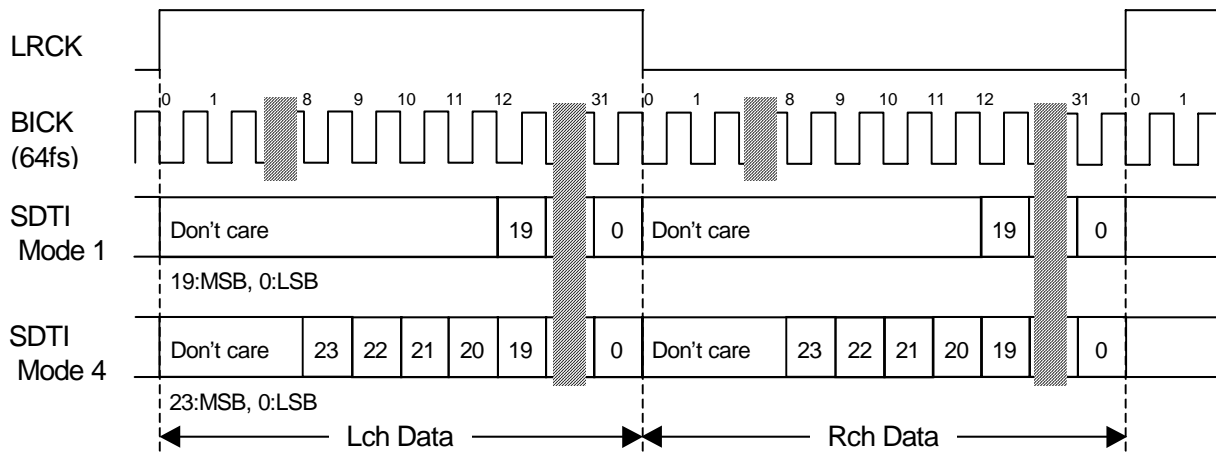 LRCK
0 1 8 9 10 11 12 31 0 1 8 9 10 11 12 31 0 1
BICK
(64fs)
SDTI
Mode 1
Don't care 19 0 Don't care 19 0
19:MSB, 0:LSB
SDTI
Mode 4
Don't care 23 22 21 20 19 0 Don't care 23 22 21 20 19 0
23:MSB, 0:LSB
Lch Data Rch Data